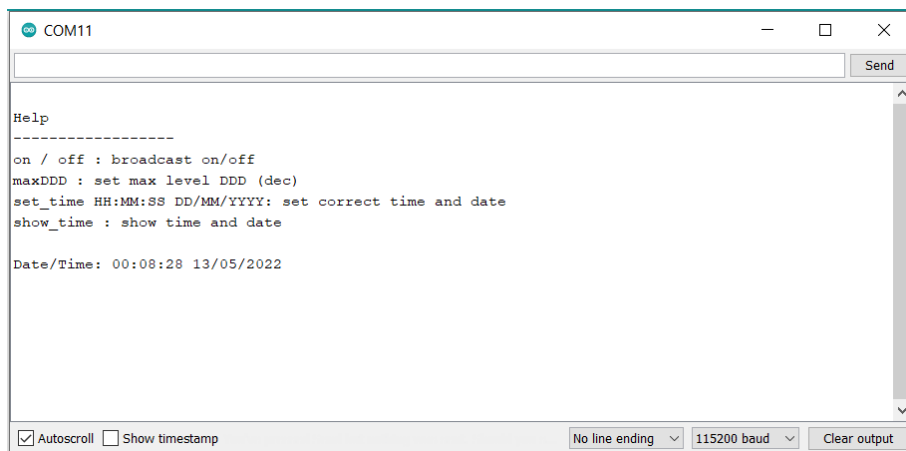 COM11
Send
Help
------------------
on / off : broadcast on/off
maxDDD : set max level DDD (dec)
set_time HH:MM:SS DD/MM/YYYY: set correct time and date
show_time : show time and date
Date/Time: 00:08:28 13/05/2022
Autoscroll Show timestamp No line ending 115200 baud Clear output